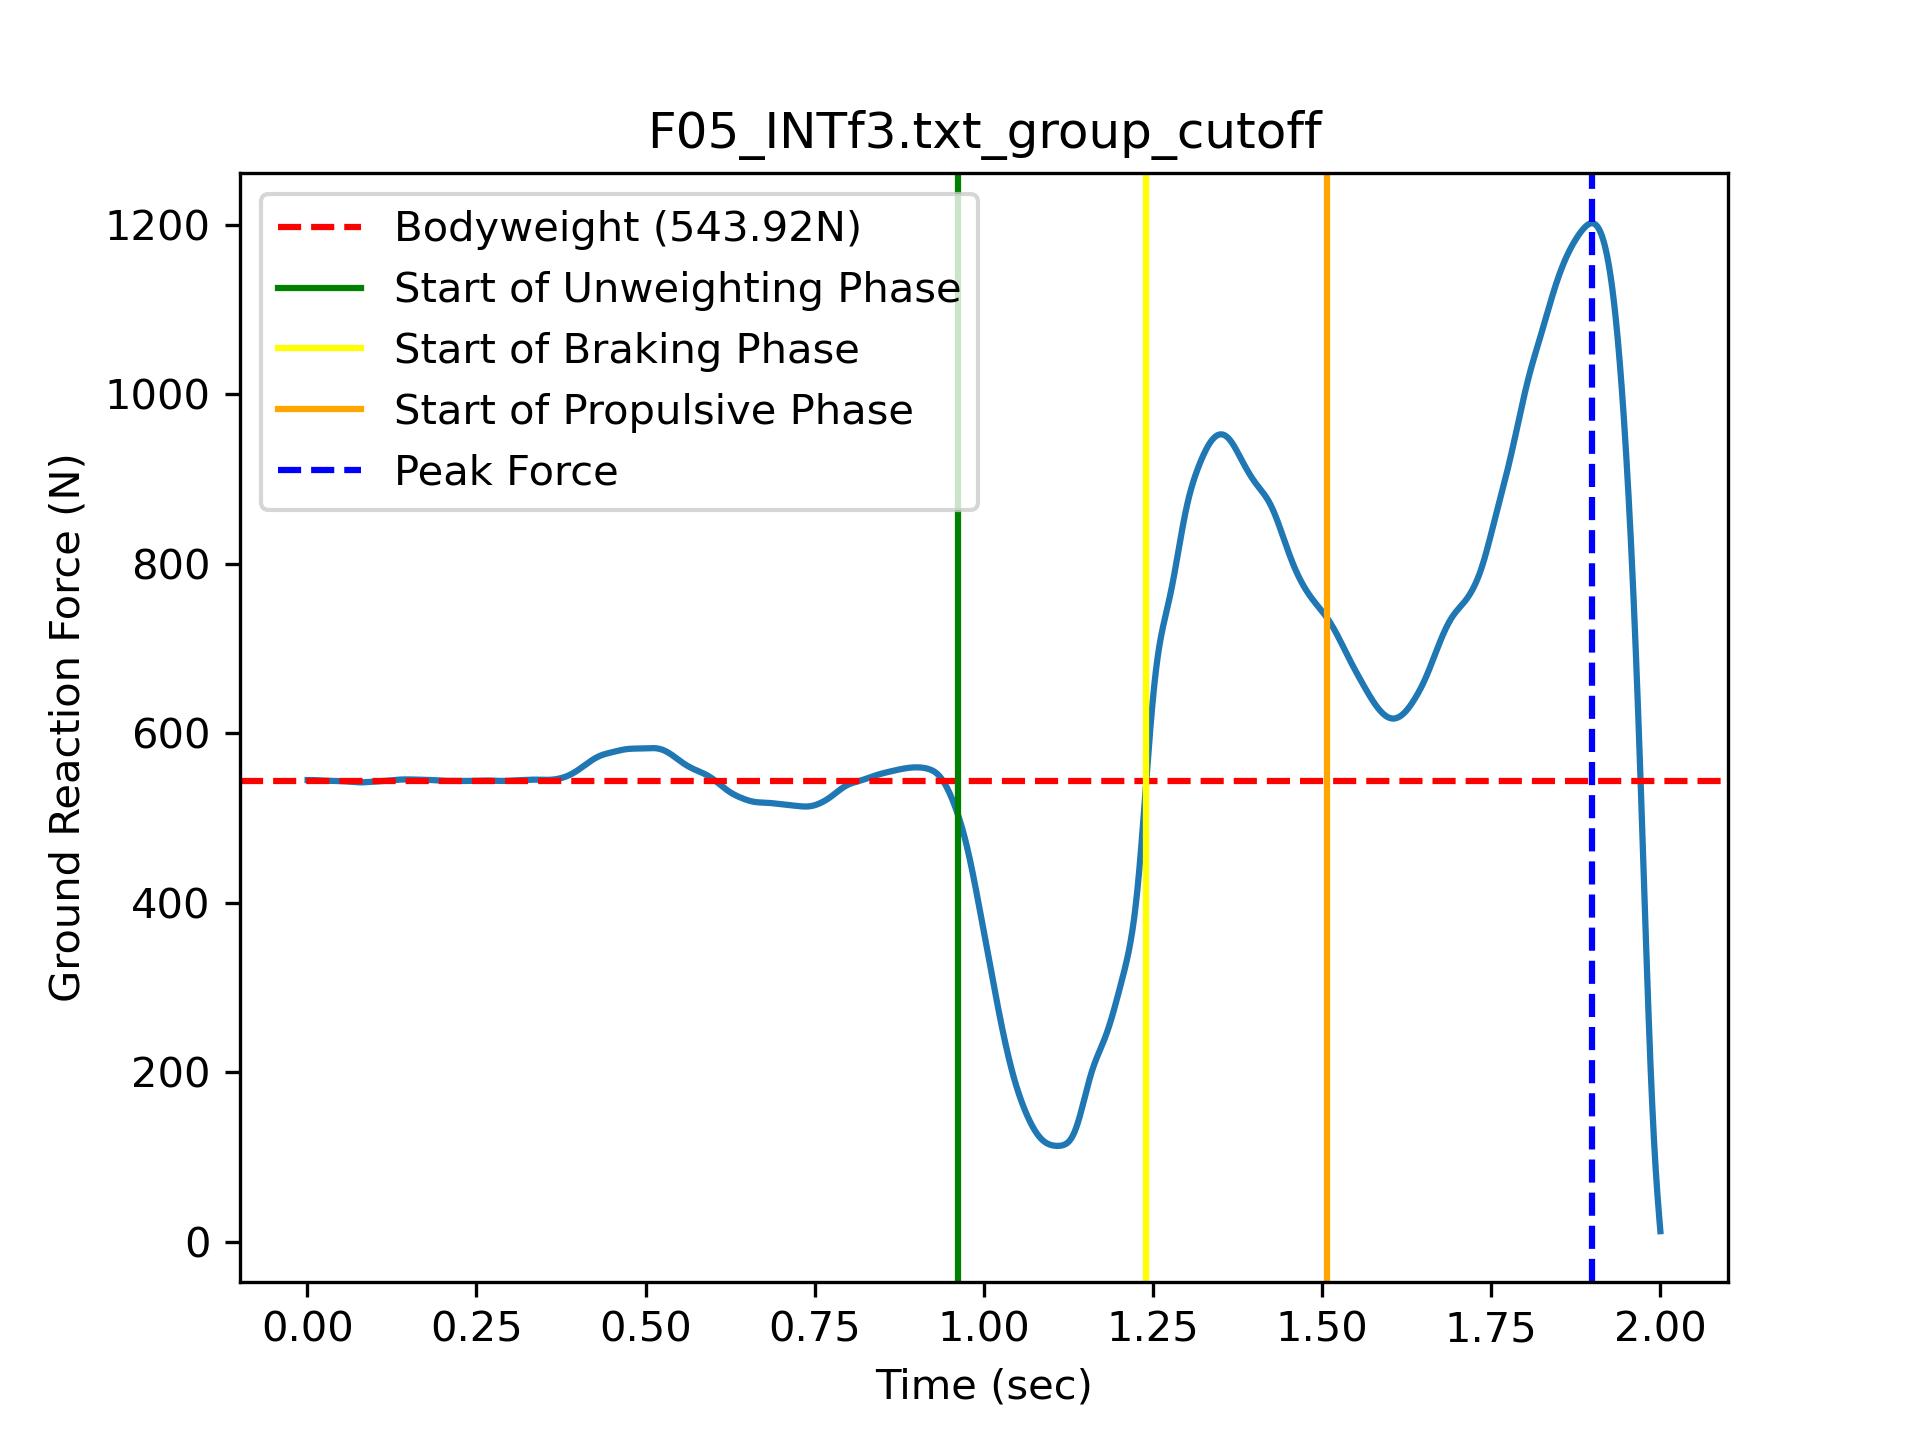 F05_INTf3.txt_group_cutoff
Bodyweight (543.92N)
Start of Unweighting Phase
Start of Braking Phase
Start of Propulsive Phase
Peak Force
Ground Reaction Force (N)
1200
1000
800
600
400
200
0
0.00 0.25 0.50 0.75 1.00 1.25 1.50 1.75 2.00
Time (sec)